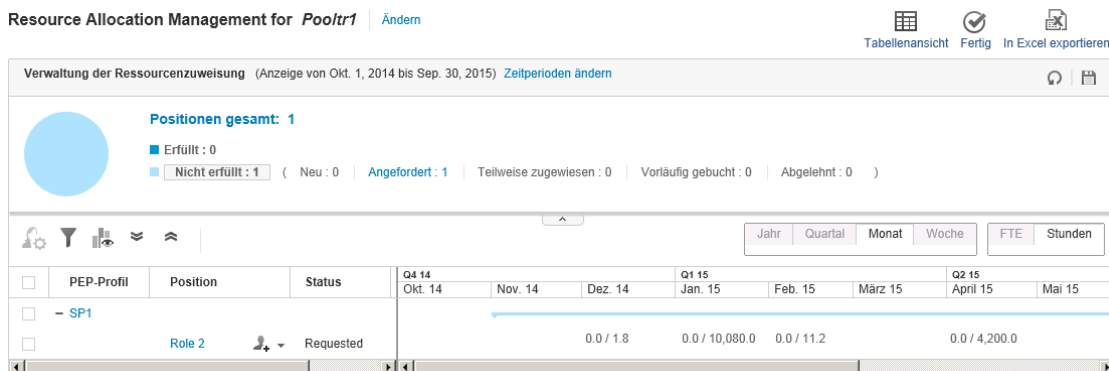 Resource Allocation Management for Pooltr1 Ändern
Tabellenansicht Fertig In Excel exportieren
Verwaltung der Ressourcenzuweisung (Anzeige von Okt. 1, 2014 bis Sep. 30, 2015) Zeitperioden ändern
Positionen gesamt: 1
Erfüllt : 0
Nicht erfüllt : 1 ( Neu : 0 Angefordert : 1 Teilweise zugewiesen : 0 Vorläufig gebucht : 0 Abgelehnt : 0 )
Jahr Quartal Monat Woche FTE Stunden
Q4 14 Q1 15 Q2 15
PEP-Profil Position Status Okt. 14 Nov. 14 Dez. 14 Jan. 15 Feb. 15 März 15 April 15 Mai 15
– SP1
Role 2 Requested 0.0 / 1.8 0.0 / 10,080.0 0.0 / 11.2 0.0 / 4,200.0